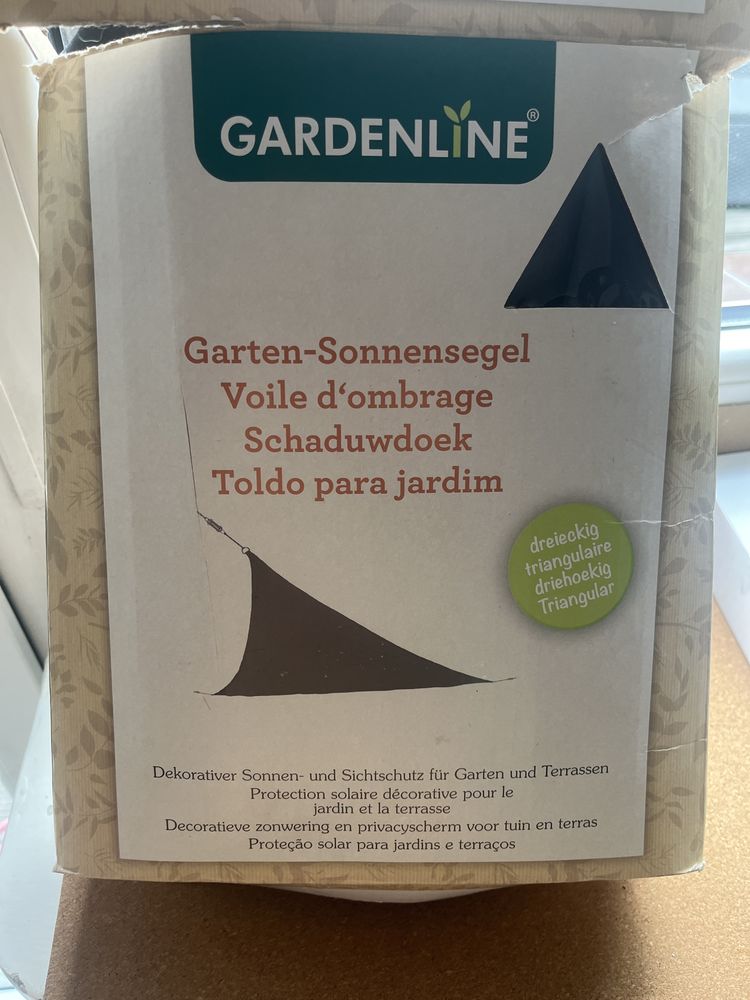 GARDENLINE®
Garten-Sonnensegel
Voile d‘ombrage
Schaduwdoek
Toldo para jardim
dreieckig
triangulaire
driehoekig
Triangular
Dekorativer Sonnen- und Sichtschutz für Garten und Terrassen
Protection solaire décorative pour le
jardin et la terrasse
Decoratieve zonwering en privacyscherm voor tuin en terras
Proteção solar para jardins e terraços